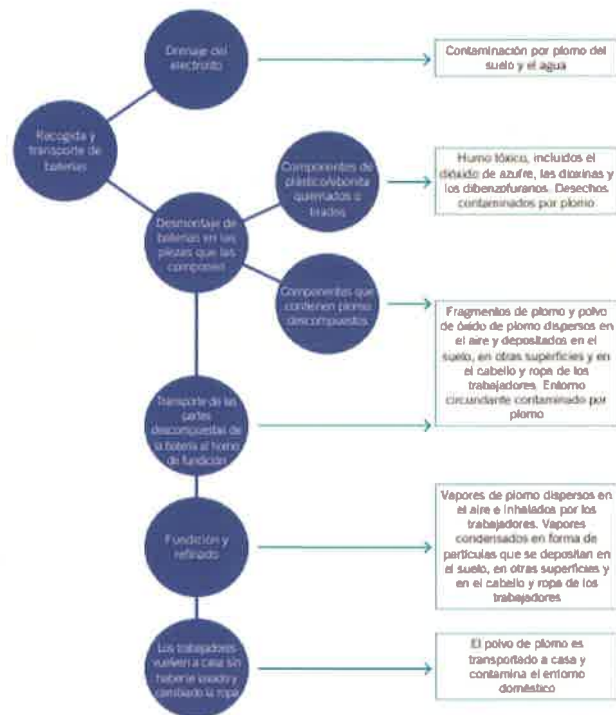 Drenaje del
electrolito
Contaminación por plomo del
suelo y el agua
Recogida y
transporte de
baterías
Componentes de
plástico/ebonita
quemados o
tirados
Humo tóxico, incluidos el
dióxido de azufre, las dioxinas y
los dibenzofuranos. Desechos
contaminados por plomo
Desmontaje de
baterías en las
piezas que las
componen
Componentes que
contienen plomo
descompuestos
Fragmentos de plomo y polvo
de óxido de plomo dispersos en
el aire y depositados en el
suelo, en otras superficies y en
el cabello y ropa de los
trabajadores. Entorno
circundante contaminado por
plomo
Transporte de las
partes
descompuestas de
la batería al horno
de fundición
Vapores de plomo dispersos en
el aire e inhalados por los
trabajadores. Vapores
condensados en forma de
partículas que se depositan en
el suelo, en otras superficies y
en el cabello y ropa de los
trabajadores
Fundición y
refinado
Los trabajadores
vuelven a casa sin
haberse lavado y
cambiado la ropa
El polvo de plomo es
transportado a casa y
contamina el entorno
doméstico